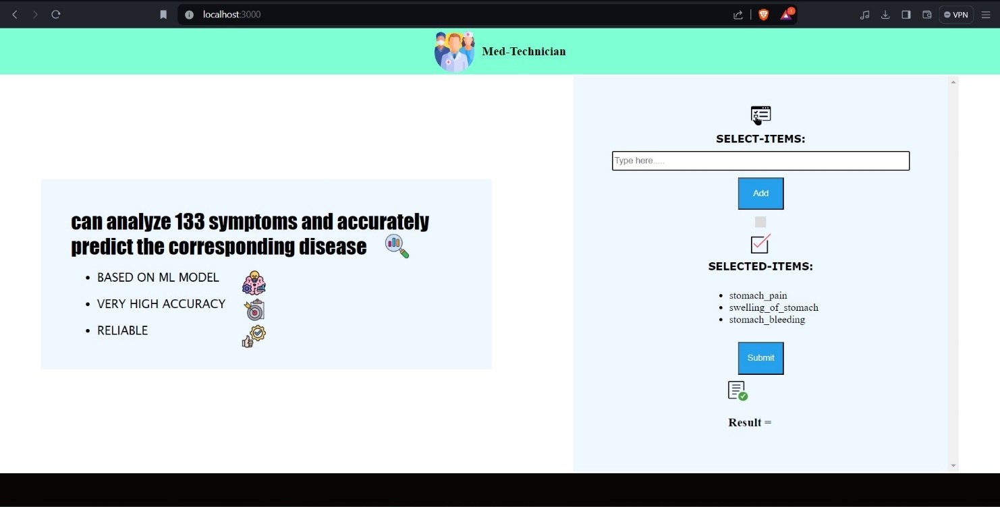 localhost:3000
1
VPN
Med-Technician
can analyze 133 symptoms and accurately
predict the corresponding disease
BASED ON ML MODEL
VERY HIGH ACCURACY
RELIABLE
SELECT-ITEMS:
Type here.....
Add
SELECTED-ITEMS:
stomach_pain
swelling_of_stomach
stomach_bleeding
Submit
Result =